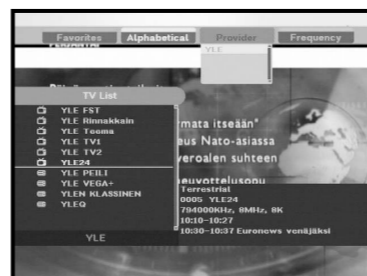 Favorites Alphabetical Provider Frequency
YLE
TV List
YLE FST
YLE Rinnakkain
YLE Teema
YLE TV1
YLE TV2
YLE24
YLE PEILI
YLE VEGA+
YLEN KLASSINEN
YLEQ
YLE
rmata itseään"
eus Nato-asiassa
veroalen suhteen
euvottelusopu
Terrestrial
0005 YLE24
794000KHz, 8MHz, 8K
10:10-10:27
10:30-10:37 Euronews venäjäksi